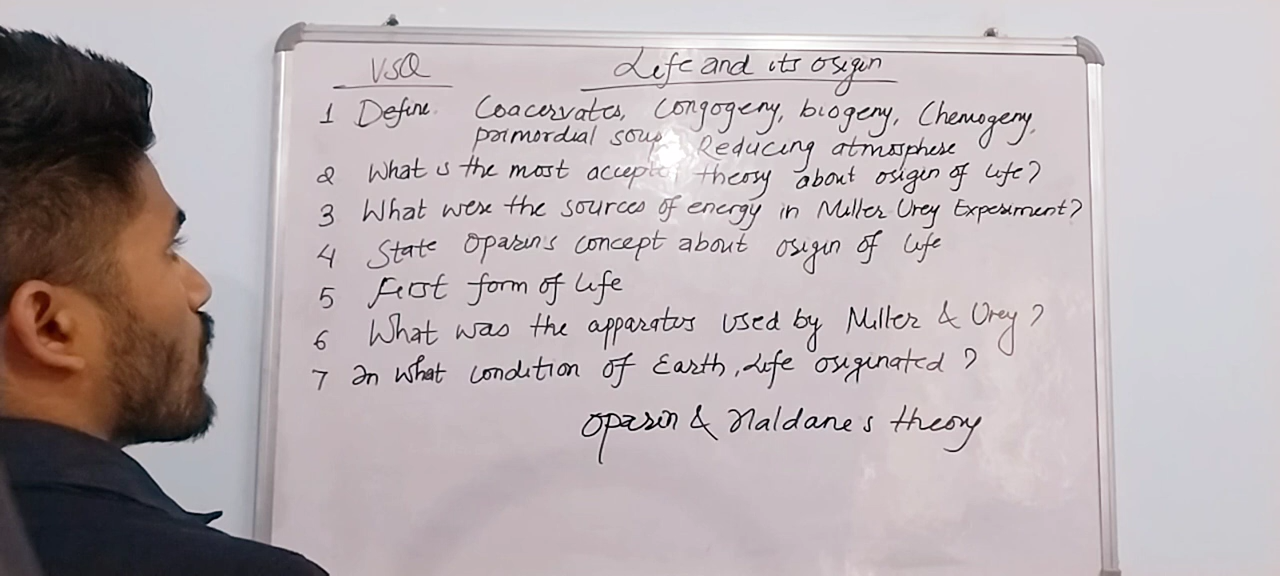 VSQ
Life and its origin
1 Define. Coacervates, Congogeny, biogeny, Chemogeny,
primordial soup, Reducing atmosphere
2 What is the most accepted theory about origin of life?
3 What were the sources of energy in Miller Urey Experiment?
4 State Oparin's concept about origin of life
5 First form of life
6 What was the apparatus used by Miller & Urey?
7 In what condition of Earth, Life originated?
Oparin & Haldane's theory